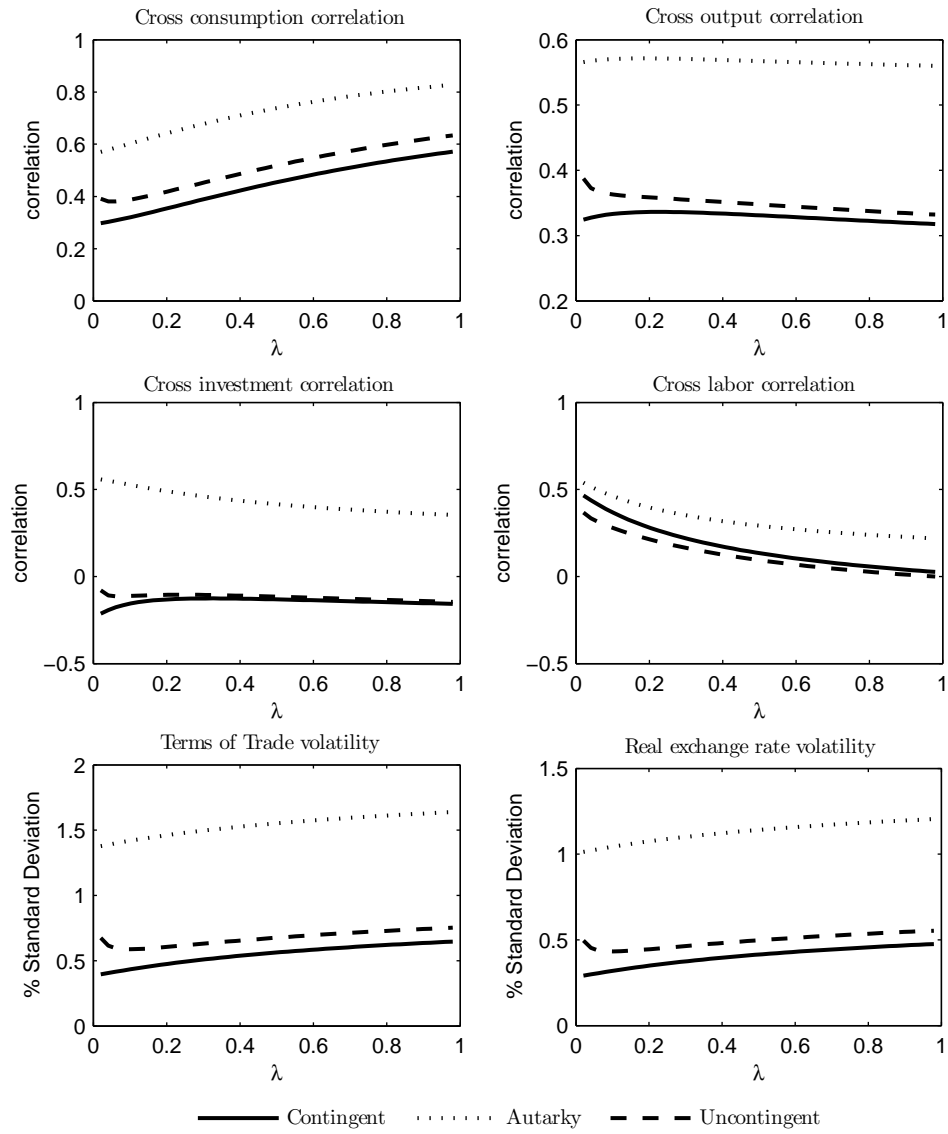 Cross consumption correlation
1
0.8
0.6
0.4
0.2
0
correlation
0 0.2 0.4 0.6 0.8 1
λ
Cross output correlation
0.6
0.5
0.4
0.3
0.2
correlation
0 0.2 0.4 0.6 0.8 1
λ
Cross investment correlation
1
0.5
0
−0.5
correlation
0 0.2 0.4 0.6 0.8 1
λ
Cross labor correlation
1
0.5
0
−0.5
correlation
0 0.2 0.4 0.6 0.8 1
λ
Terms of Trade volatility
2
1.5
1
0.5
0
% Standard Deviation
0 0.2 0.4 0.6 0.8 1
λ
Real exchange rate volatility
1.5
1
0.5
0
% Standard Deviation
0 0.2 0.4 0.6 0.8 1
λ
Contingent Autarky Uncontingent